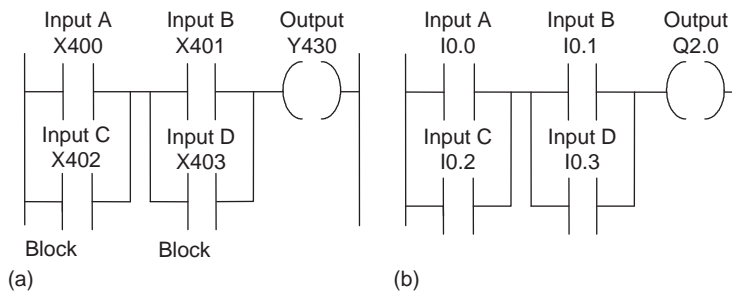 Input A Input B Output
X400 X401 Y430
Input C Input D
X402 X403
Block Block
(a)
Input A Input B Output
I0.0 I0.1 Q2.0
Input C Input D
I0.2 I0.3
(b)